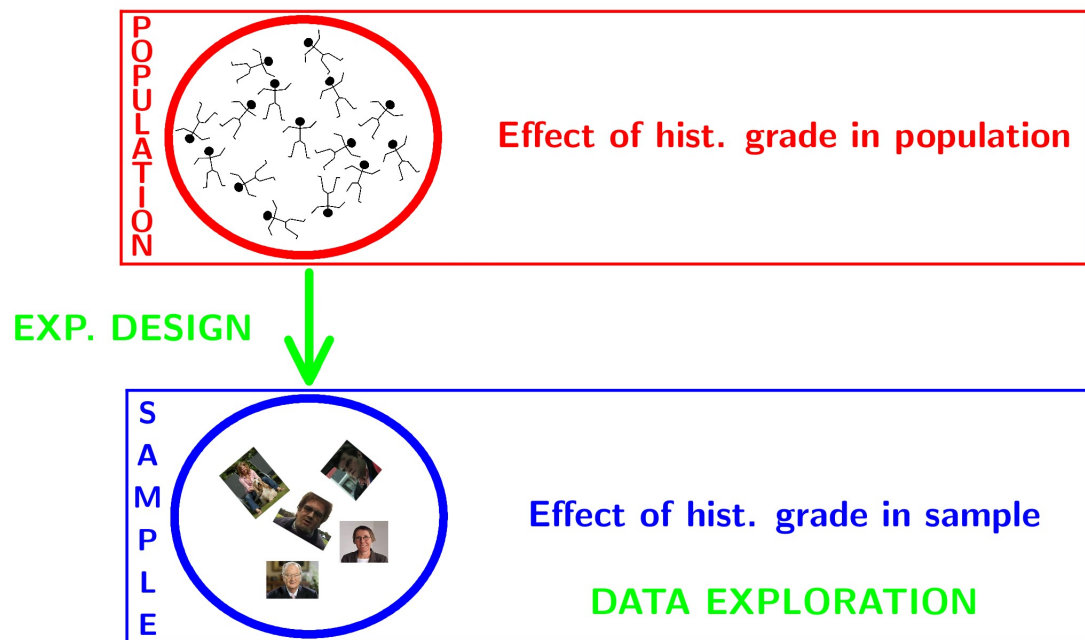 POPULATION
Effect of hist. grade in population
EXP. DESIGN
SAMPLE
Effect of hist. grade in sample
DATA EXPLORATION